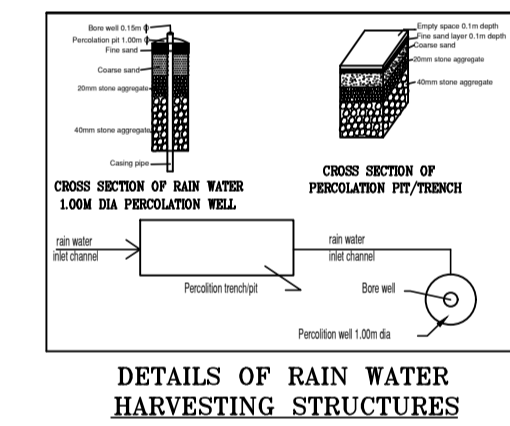 Bore well 0.15m ф
Percolation pit 1.00m ф
Fine sand
Coarse sand
20mm stone aggregate
40mm stone aggregate
Casing pipe
CROSS SECTION OF RAIN WATER
1.00M DIA PERCOLATION WELL
Empty space 0.1m depth
Fine sand layer 0.1m depth
Coarse sand
20mm stone aggregate
40mm stone aggregate
CROSS SECTION OF
PERCOLATION PIT/TRENCH
rain water
inlet channel
Percolition trench/pit
rain water
inlet channel
Bore well
Percolition well 1.00m dia
DETAILS OF RAIN WATER
HARVESTING STRUCTURES